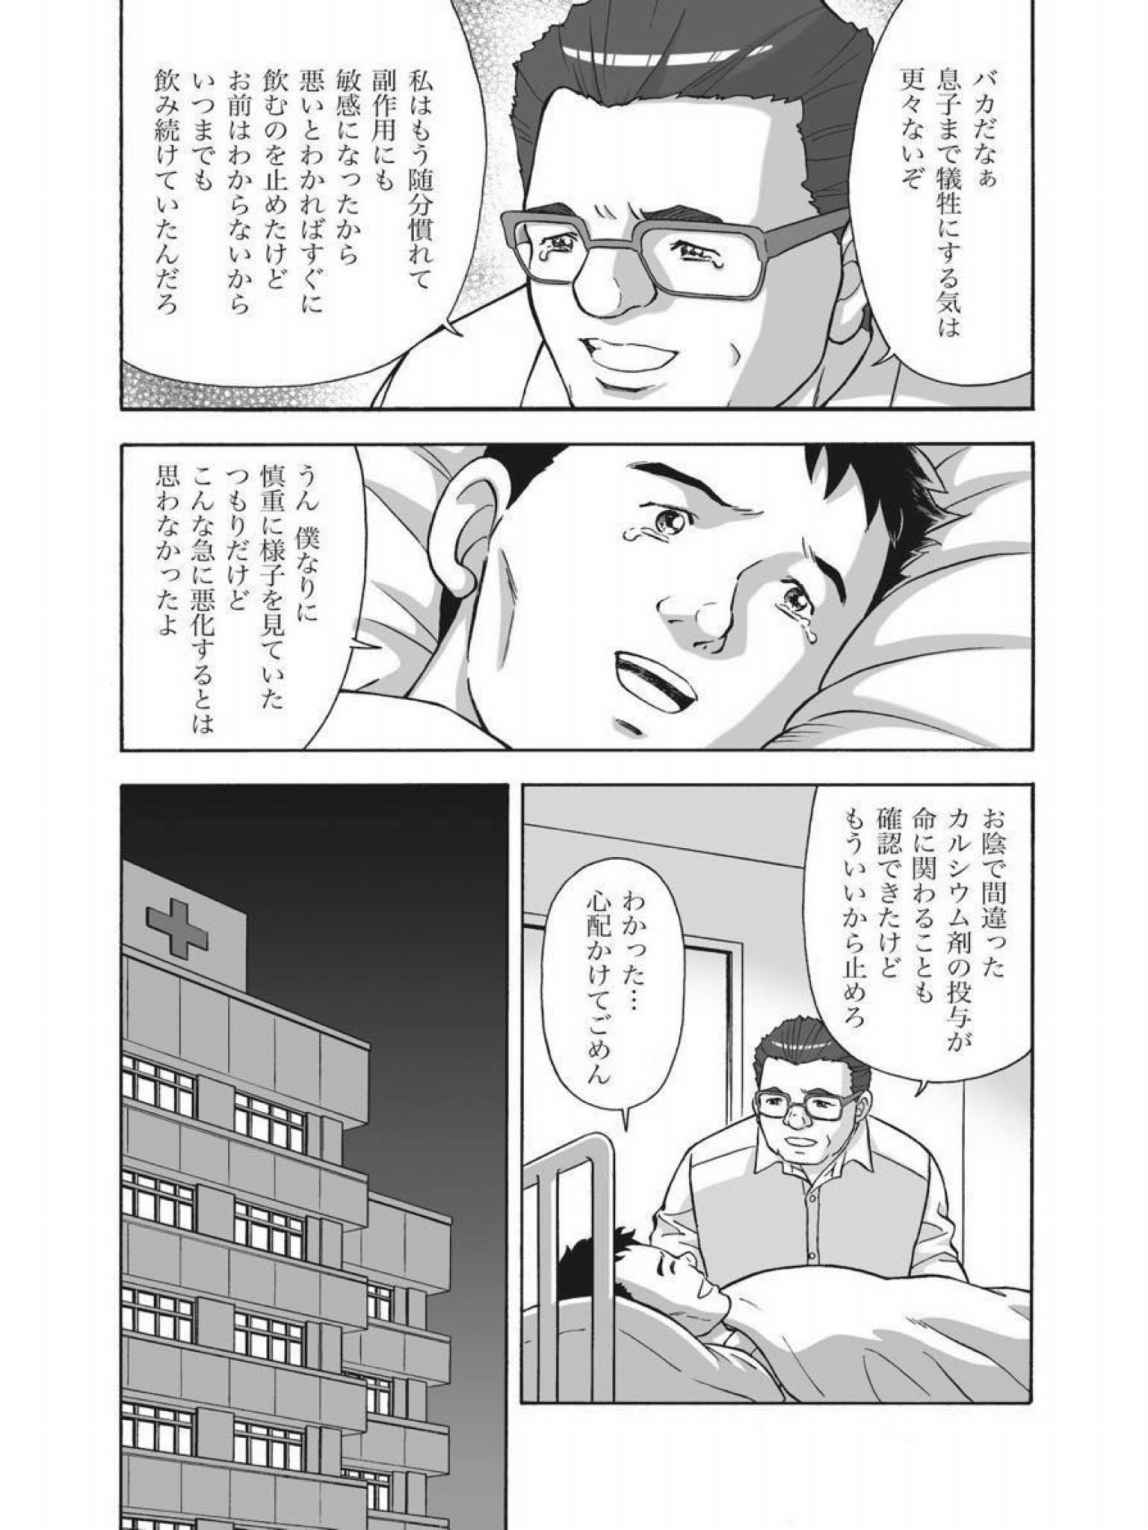 バカだなぁ
息子まで犠牲にする気は
更々ないぞ
私はもう随分慣れて
副作用にも
敏感になったから
悪いとわかればすぐに
飲むのを止めたけど
お前はわからないから
いつまでも
飲み続けていたんだろ
うん 僕なりに
慎重に様子を見ていた
つもりだけど
こんな急に悪化するとは
思わなかったよ
お陰で間違った
カルシウム剤の投与が
命に関わることも
確認できたけど
もういいから止めろ
わかった…
心配かけてごめん